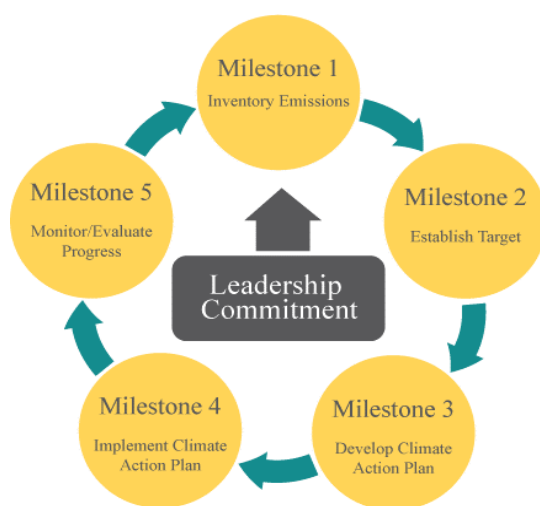 Milestone 1
Inventory Emissions
Milestone 2
Establish Target
Milestone 3
Develop Climate
Action Plan
Milestone 4
Implement Climate
Action Plan
Milestone 5
Monitor/Evaluate
Progress
Leadership
Commitment